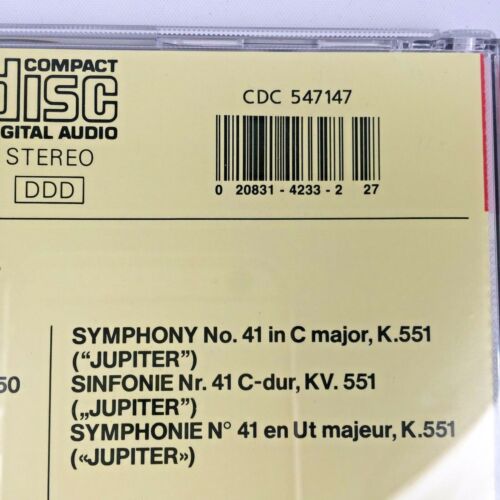 COMPACT
disc
DIGITAL AUDIO
STEREO
DDD
CDC 547147
0 20831 - 4233 - 2 27
50
SYMPHONY No. 41 in C major, K.551
("JUPITER")
SINFONIE Nr. 41 C-dur, KV. 551
(„JUPITER")
SYMPHONIE N° 41 en Ut majeur, K.551
(«JUPITER»)